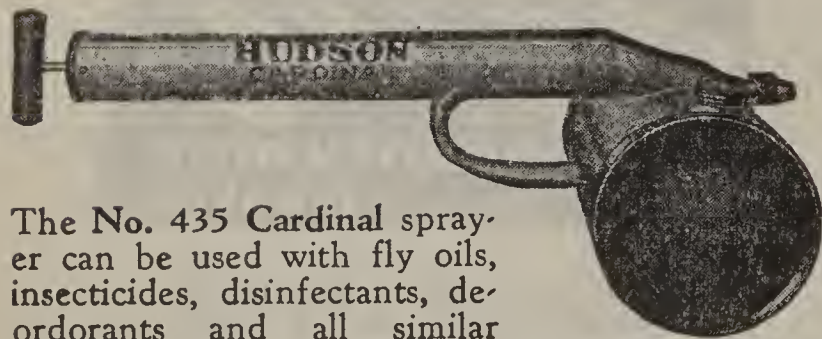 HUDSON
CARDINAL
The No. 435 Cardinal spray-
er can be used with fly oils,
insecticides, disinfectants, de-
ordorants and all similar